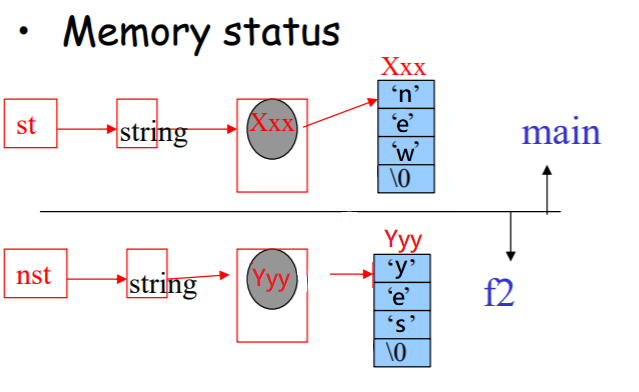 • Memory status
Xxx
st
string
Xxx
‘n’
‘e’
‘w’
\0
main
Yyy
nst
string
Yyy
‘y’
‘e’
‘s’
\0
f2